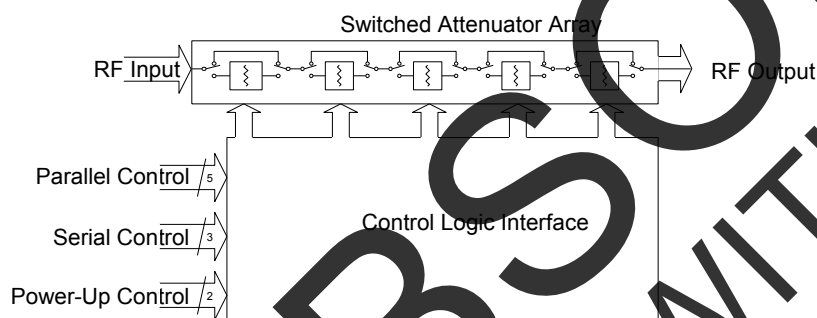 Switched Attenuator Array
RF Input
RF Output
Parallel Control 5
Serial Control 3
Control Logic Interface
Power-Up Control 2